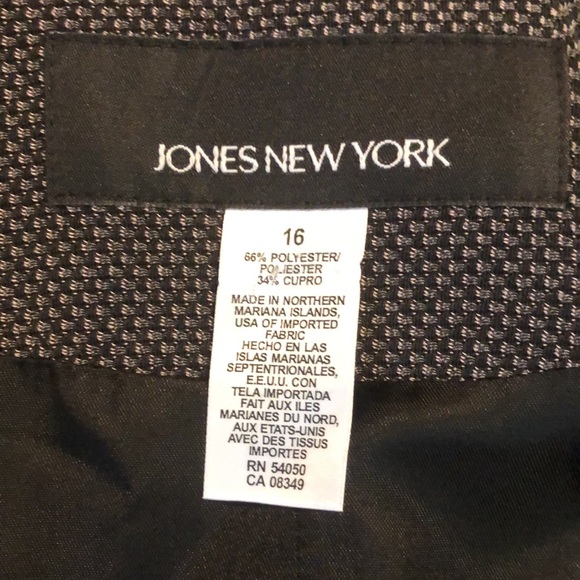 JONES NEW YORK
16
66% POLYESTER/
POLIESTER
34% CUPRO
MADE IN NORTHERN
MARIANA ISLANDS,
USA OF IMPORTED
FABRIC
HECHO EN LAS
ISLAS MARIANAS
SEPTENTRIONALES,
E.E.U.U. CON
TELA IMPORTADA
FAIT AUX ILES
MARIANES DU NORD,
AUX ETATS-UNIS
AVEC DES TISSUS
IMPORTES
RN 54050
CA 08349